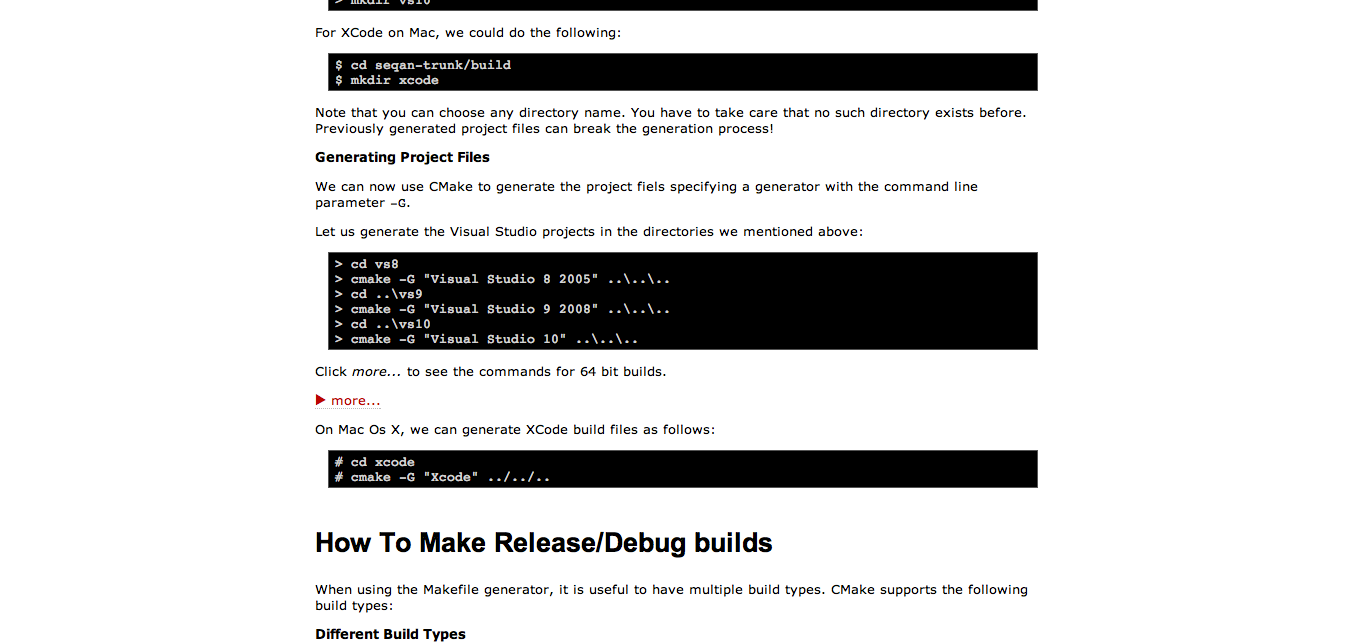 > mkdir vs10
For XCode on Mac, we could do the following:
$ cd seqan-trunk/build
$ mkdir xcode
Note that you can choose any directory name. You have to take care that no such directory exists before.
Previously generated project files can break the generation process!
Generating Project Files
We can now use CMake to generate the project fiels specifying a generator with the command line
parameter -G.
Let us generate the Visual Studio projects in the directories we mentioned above:
> cd vs8
> cmake -G "Visual Studio 8 2005" ..\..\..
> cd ..\vs9
> cmake -G "Visual Studio 9 2008" ..\..\..
> cd ..\vs10
> cmake -G "Visual Studio 10" ..\..\..
Click more... to see the commands for 64 bit builds.
▶ more...
On Mac Os X, we can generate XCode build files as follows:
# cd xcode
# cmake -G "Xcode" ../../..
How To Make Release/Debug builds
When using the Makefile generator, it is useful to have multiple build types. CMake supports the following
build types:
Different Build Types